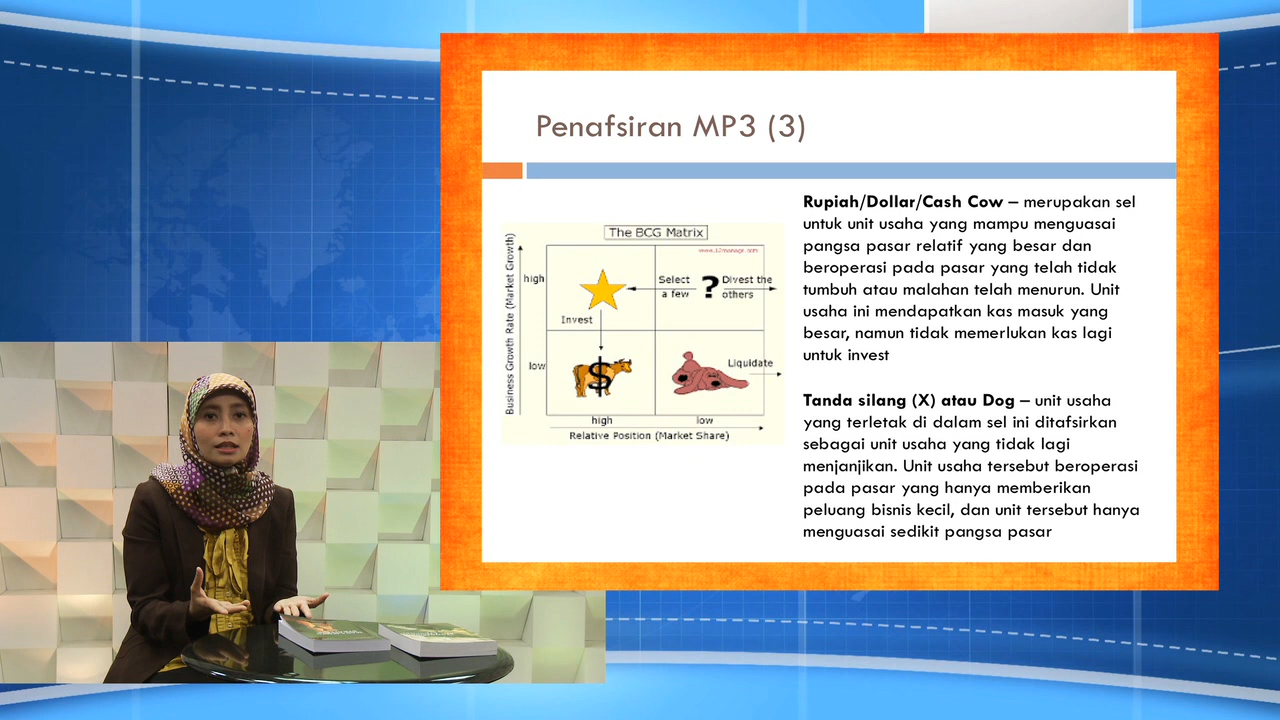 Penafsiran MP3 (3)
The BCG Matrix
www.12manage.com
Business Growth Rate (Market Growth)
high
Select
a few
?
Divest the
others
Invest
low
$
Liquidate
high
low
Relative Position (Market Share)
Rupiah/Dollar/Cash Cow – merupakan sel
untuk unit usaha yang mampu menguasai
pangsa pasar relatif yang besar dan
beroperasi pada pasar yang telah tidak
tumbuh atau malahan telah menurun. Unit
usaha ini mendapatkan kas masuk yang
besar, namun tidak memerlukan kas lagi
untuk invest
Tanda silang (X) atau Dog – unit usaha
yang terletak di dalam sel ini ditafsirkan
sebagai unit usaha yang tidak lagi
menjanjikan. Unit usaha tersebut beroperasi
pada pasar yang hanya memberikan
peluang bisnis kecil, dan unit tersebut hanya
menguasai sedikit pangsa pasar